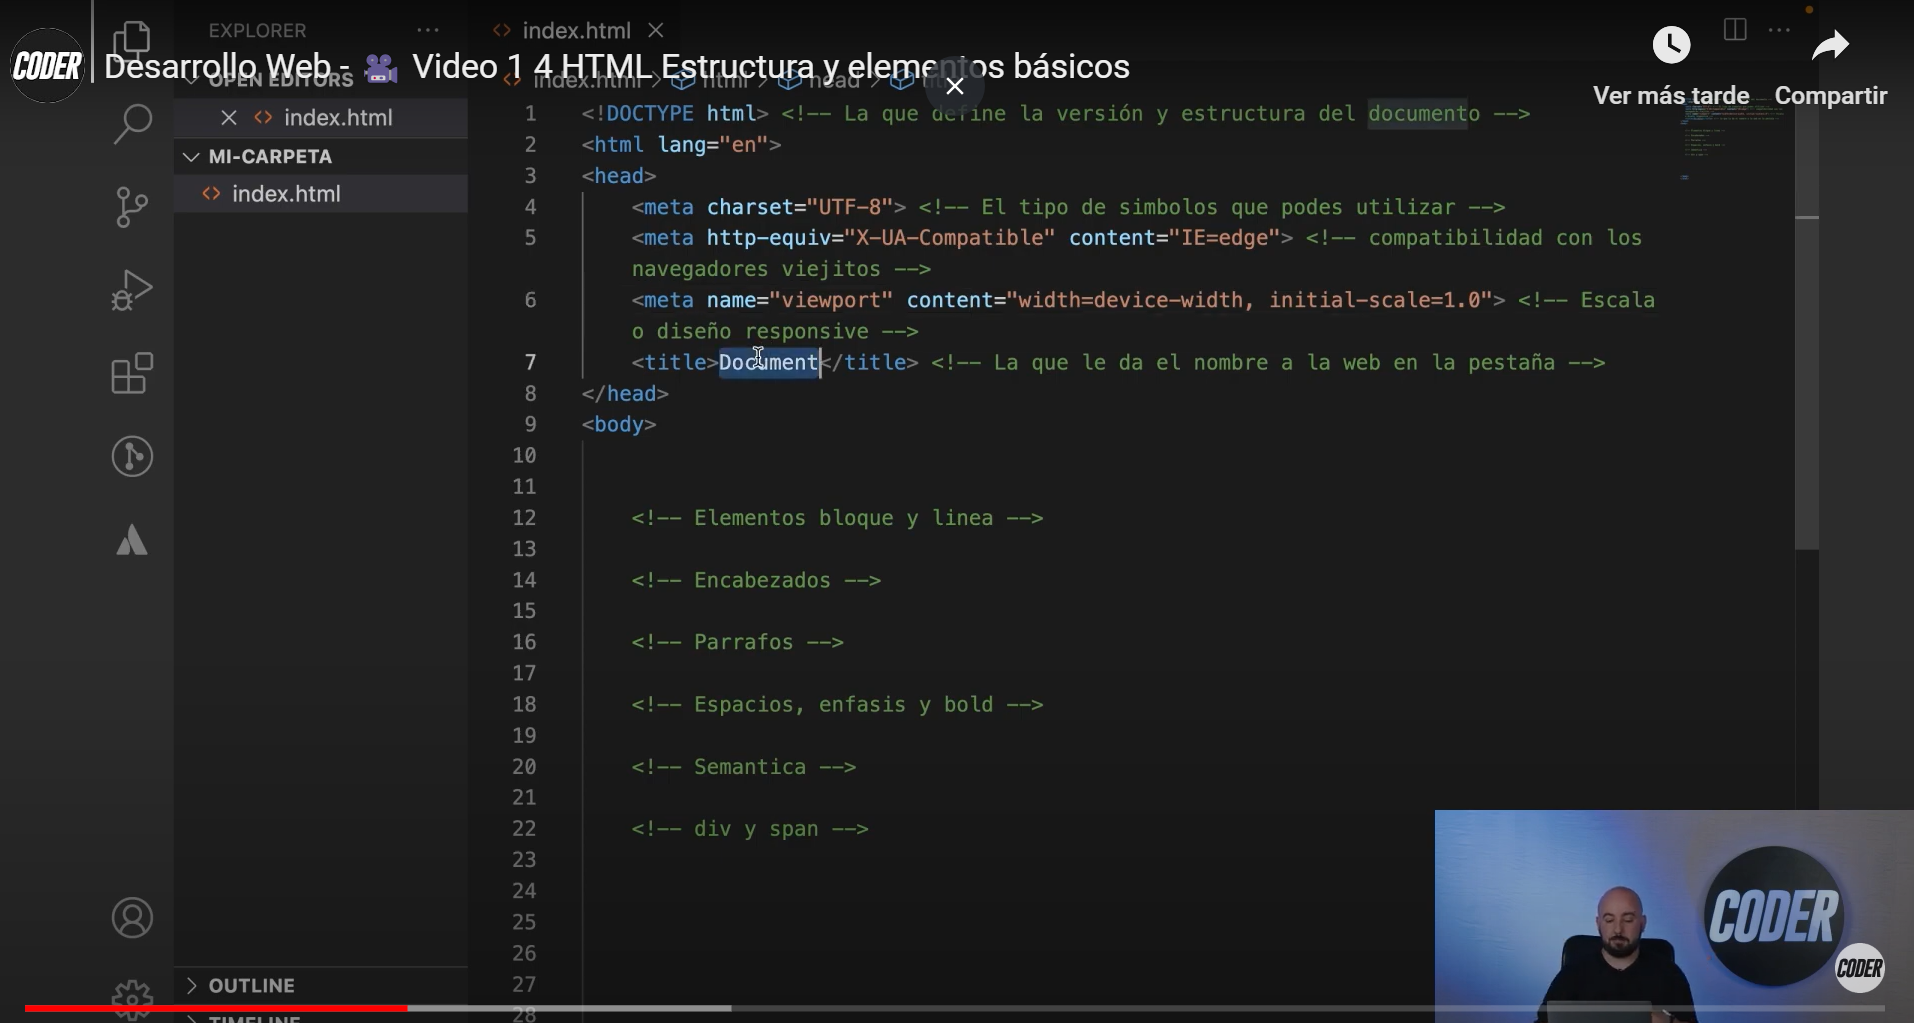 CODER
Desarrollo Web - 🎥 Video 1 4 HTML Estructura y elementos básicos
Ver más tarde
Compartir
EXPLORER
OPEN EDITORS
index.html
MI-CARPETA
index.html
OUTLINE
TIMELINE
index.html
index.html > html > head >
1 <!DOCTYPE html> <!-- La que define la versión y estructura del documento -->
2 <html lang="en">
3 <head>
4 <meta charset="UTF-8"> <!-- El tipo de simbolos que podes utilizar -->
5 <meta http-equiv="X-UA-Compatible" content="IE=edge"> <!-- compatibilidad con los
navegadores viejitos -->
6 <meta name="viewport" content="width=device-width, initial-scale=1.0"> <!-- Escala
o diseño responsive -->
7 <title>Document</title> <!-- La que le da el nombre a la web en la pestaña -->
8 </head>
9 <body>
10
11
12 <!-- Elementos bloque y linea -->
13
14 <!-- Encabezados -->
15
16 <!-- Parrafos -->
17
18 <!-- Espacios, enfasis y bold -->
19
20 <!-- Semantica -->
21
22 <!-- div y span -->
23
24
25
26
27
28
CODER
CODER